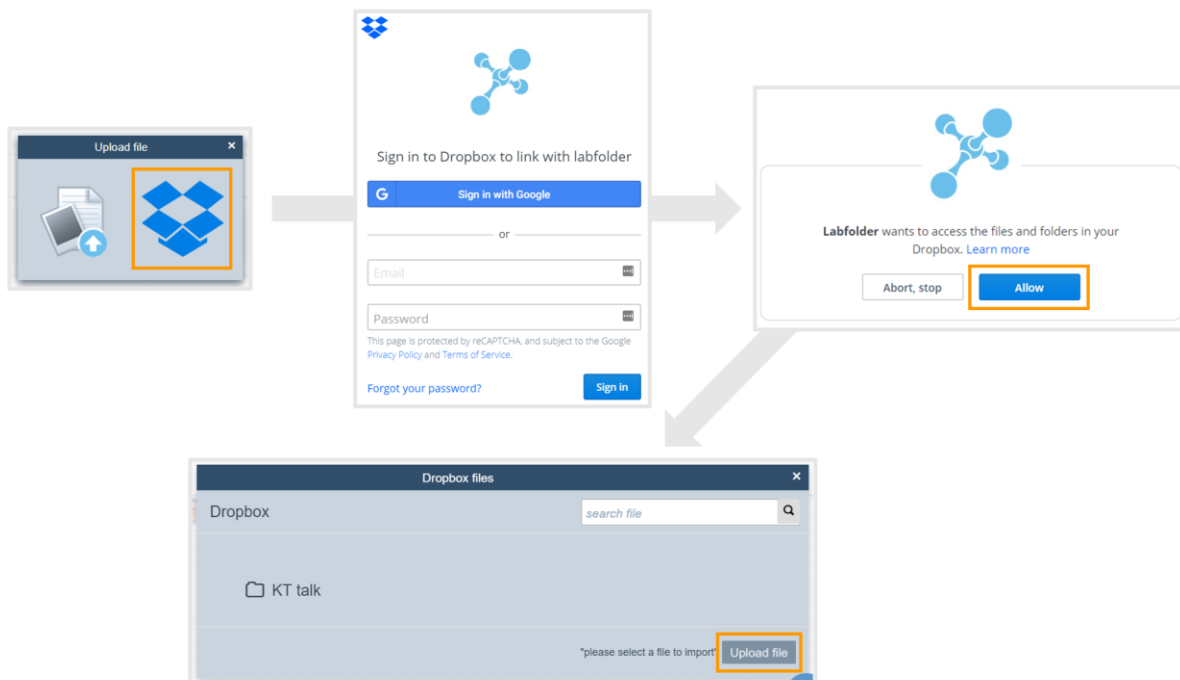 Upload file ×
Sign in to Dropbox to link with labfolder
G Sign in with Google
or
Email
Password
This page is protected by reCAPTCHA, and subject to the Google
Privacy Policy and Terms of Service.
Forgot your password? Sign in
Labfolder wants to access the files and folders in your
Dropbox. Learn more
Abort, stop Allow
Dropbox files ×
Dropbox search file
KT talk
"please select a file to import" Upload file